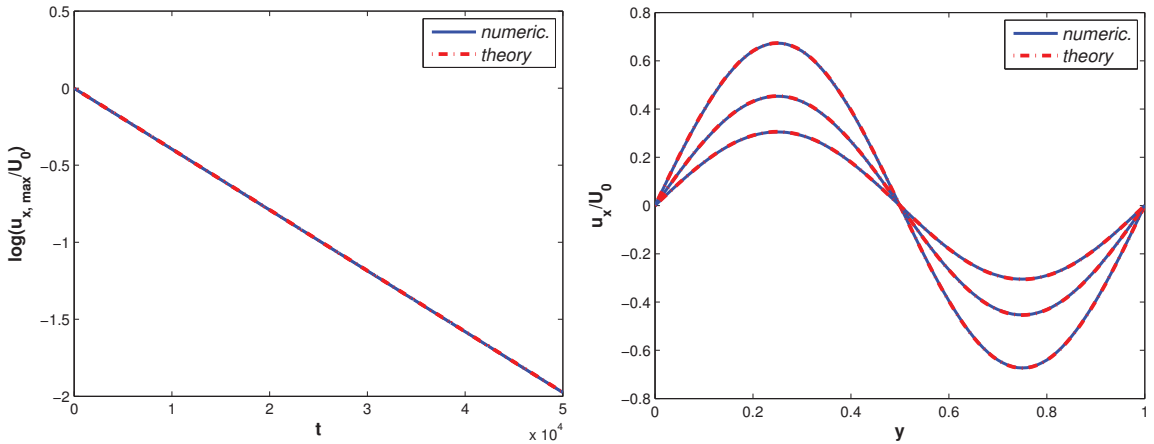 0.5
numeric.
theory
0
−0.5
−1
−1.5
−2
log(u_x, max/U_0)
0 1 2 3 4 5
t
x 10^4
0.8
numeric.
theory
0.6
0.4
0.2
0
−0.2
−0.4
−0.6
−0.8
u_x/U_0
0 0.2 0.4 0.6 0.8 1
y